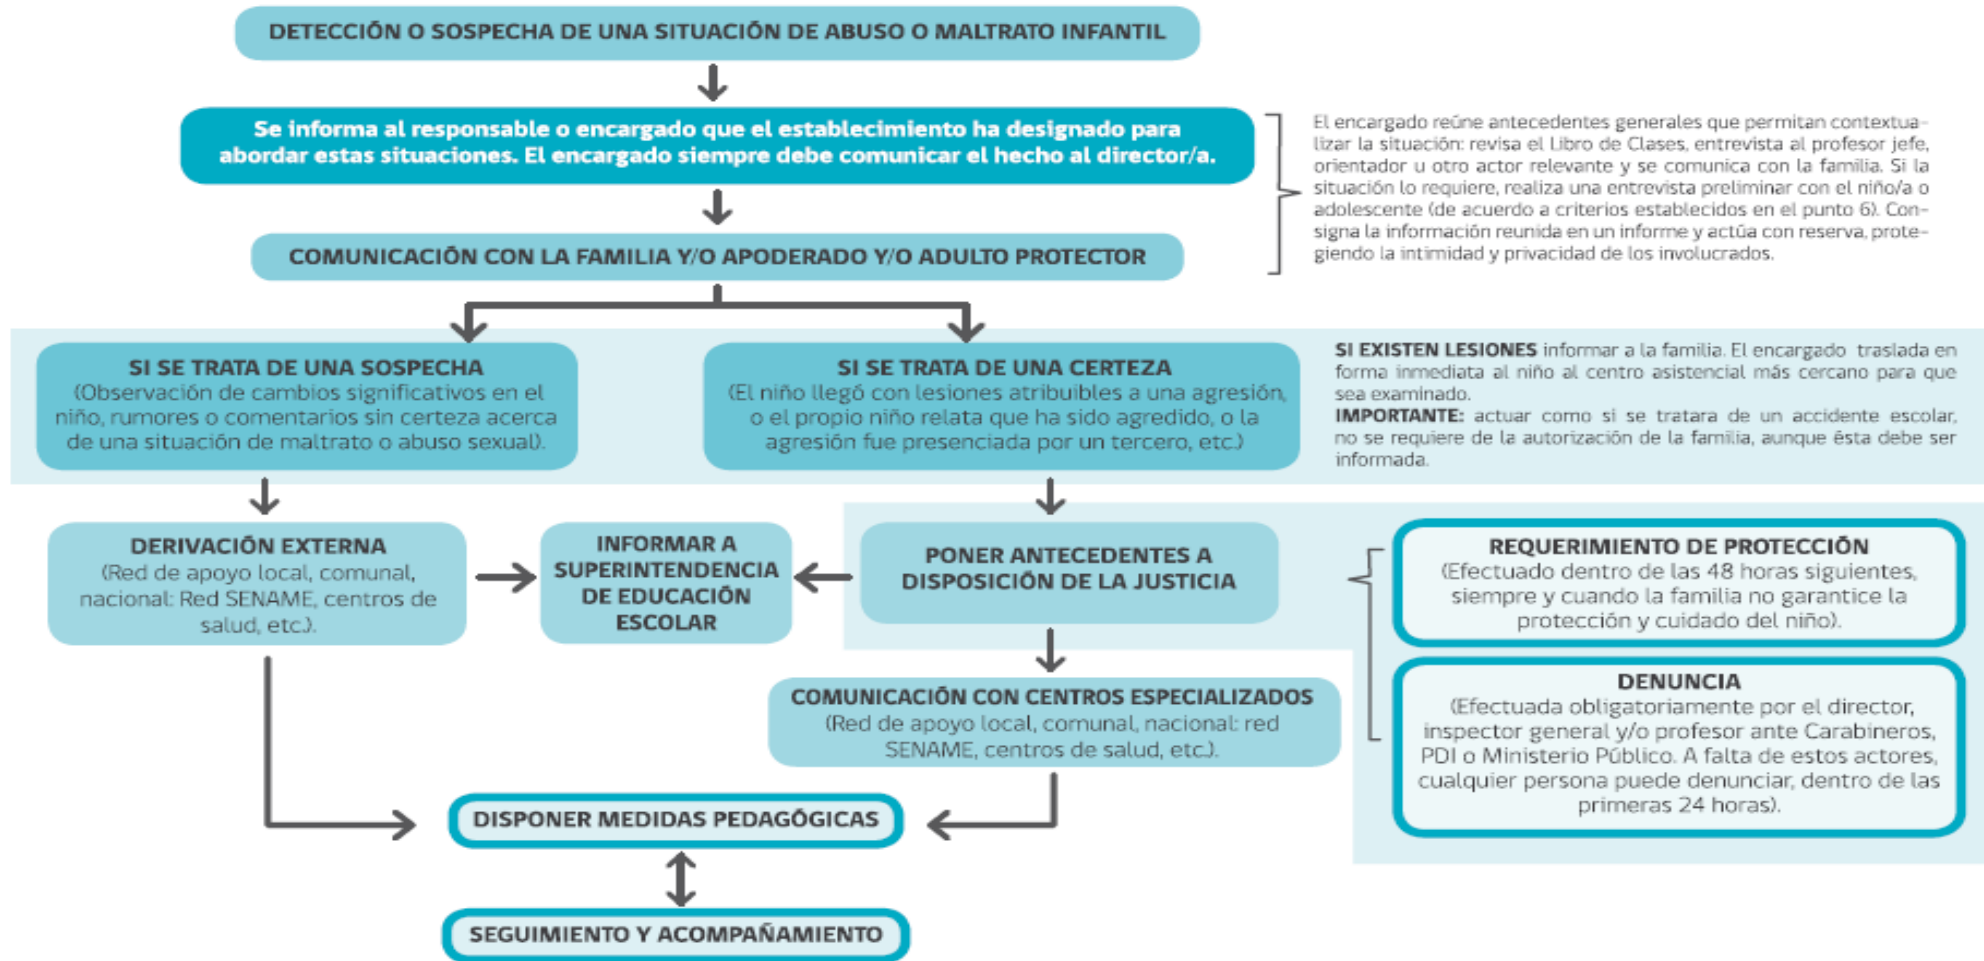 DETECCIÓN O SOSPECHA DE UNA SITUACIÓN DE ABUSO O MALTRATO INFANTIL
Se informa al responsable o encargado que el establecimiento ha designado para
abordar estas situaciones. El encargado siempre debe comunicar el hecho al director/a.
El encargado reúne antecedentes generales que permitan contextua-
lizar la situación: revisa el Libro de Clases, entrevista al profesor jefe,
orientador u otro actor relevante y se comunica con la familia. Si la
situación lo requiere, realiza una entrevista preliminar con el niño/a o
adolescente (de acuerdo a criterios establecidos en el punto 6). Con-
signa la información reunida en un informe y actúa con reserva, prote-
giendo la intimidad y privacidad de los involucrados.
COMUNICACIÓN CON LA FAMILIA Y/O APODERADO Y/O ADULTO PROTECTOR
SI SE TRATA DE UNA SOSPECHA
(Observación de cambios significativos en el
niño, rumores o comentarios sin certeza acerca
de una situación de maltrato o abuso sexual).
SI SE TRATA DE UNA CERTEZA
(El niño llegó con lesiones atribuibles a una agresión,
o el propio niño relata que ha sido agredido, o la
agresión fue presenciada por un tercero, etc.)
SI EXISTEN LESIONES informar a la familia. El encargado traslada en
forma inmediata al niño al centro asistencial más cercano para que
sea examinado.
IMPORTANTE: actuar como si se tratara de un accidente escolar,
no se requiere de la autorización de la familia, aunque ésta debe ser
informada.
DERIVACIÓN EXTERNA
(Red de apoyo local, comunal,
nacional: Red SENAME, centros de
salud, etc.).
INFORMAR A
SUPERINTENDENCIA
DE EDUCACIÓN
ESCOLAR
PONER ANTECEDENTES A
DISPOSICIÓN DE LA JUSTICIA
REQUERIMIENTO DE PROTECCIÓN
(Efectuado dentro de las 48 horas siguientes,
siempre y cuando la familia no garantice la
protección y cuidado del niño).
DENUNCIA
(Efectuada obligatoriamente por el director,
inspector general y/o profesor ante Carabineros,
PDI o Ministerio Público. A falta de estos actores,
cualquier persona puede denunciar, dentro de las
primeras 24 horas).
COMUNICACIÓN CON CENTROS ESPECIALIZADOS
(Red de apoyo local, comunal, nacional: red
SENAME, centros de salud, etc.).
DISPONER MEDIDAS PEDAGÓGICAS
SEGUIMIENTO Y ACOMPAÑAMIENTO